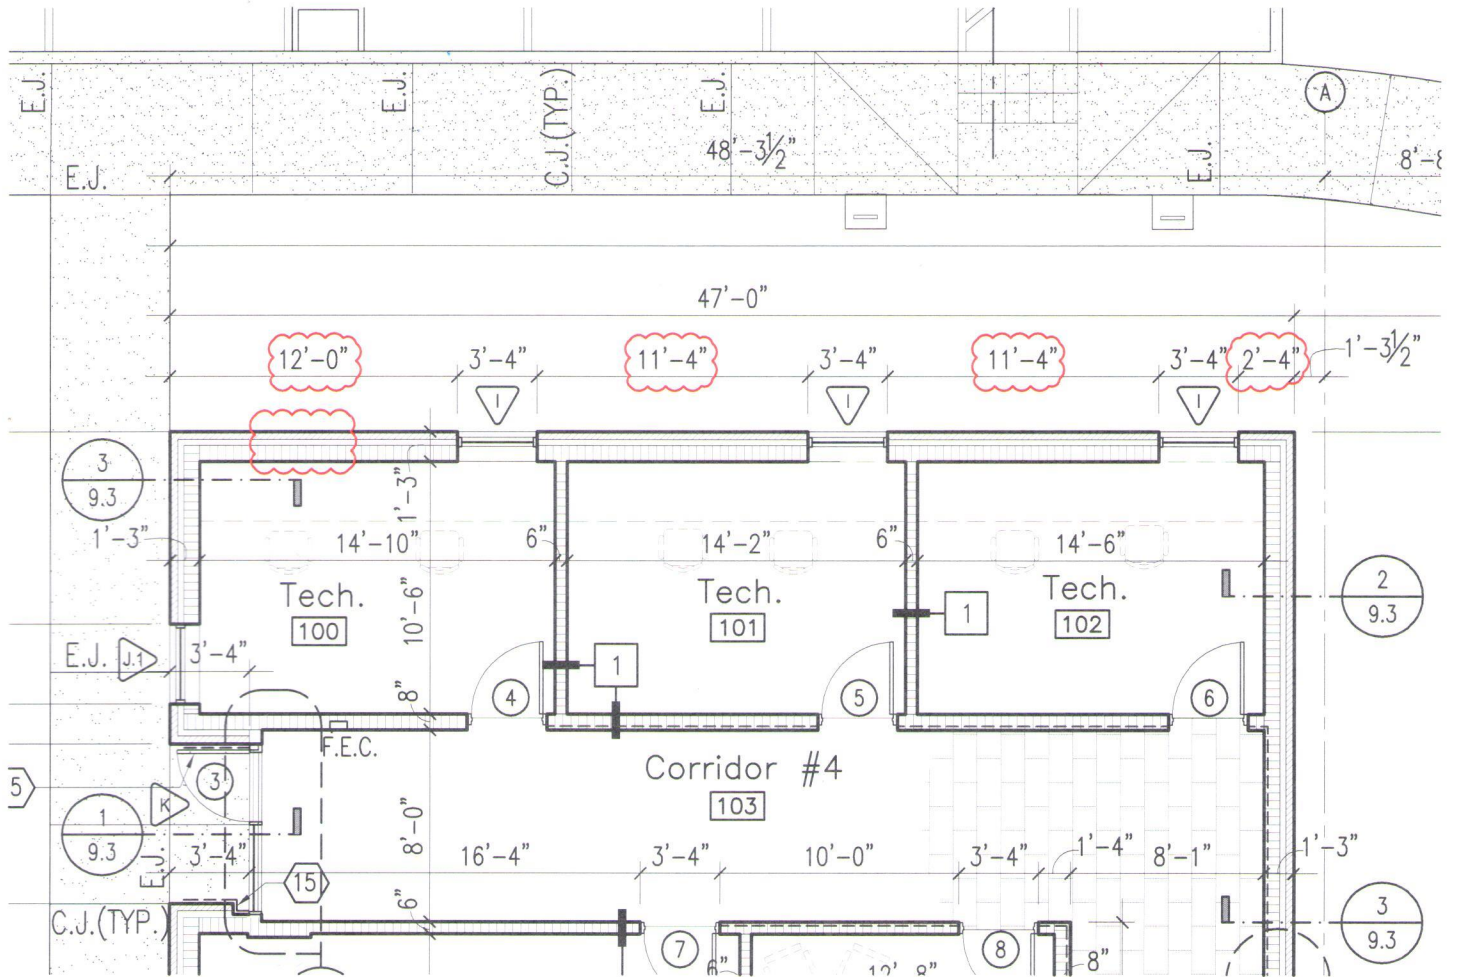 E.J.
E.J.
C.J.(TYP.)
E.J.
A
48'-3½"
E.J.
E.J.
47'-0"
12'-0"
3'-4"
11'-4"
3'-4"
11'-4"
3'-4"
2'-4"
1'-3½"
I
I
I
3
9.3
1'-3"
1'-3"
14'-10"
6"
14'-2"
6"
14'-6"
2
9.3
Tech.
100
10'-6"
Tech.
101
1
Tech.
102
E.J.
J.1
3'-4"
1
8"
4
5
6
F.E.C.
Corridor #4
103
5
3
K
1
9.3
E.J.
3'-4"
8'-0"
16'-4"
3'-4"
10'-0"
3'-4"
1'-4"
8'-1"
1'-3"
15
C.J.(TYP.)
6"
7
8
3
9.3
6"
8"